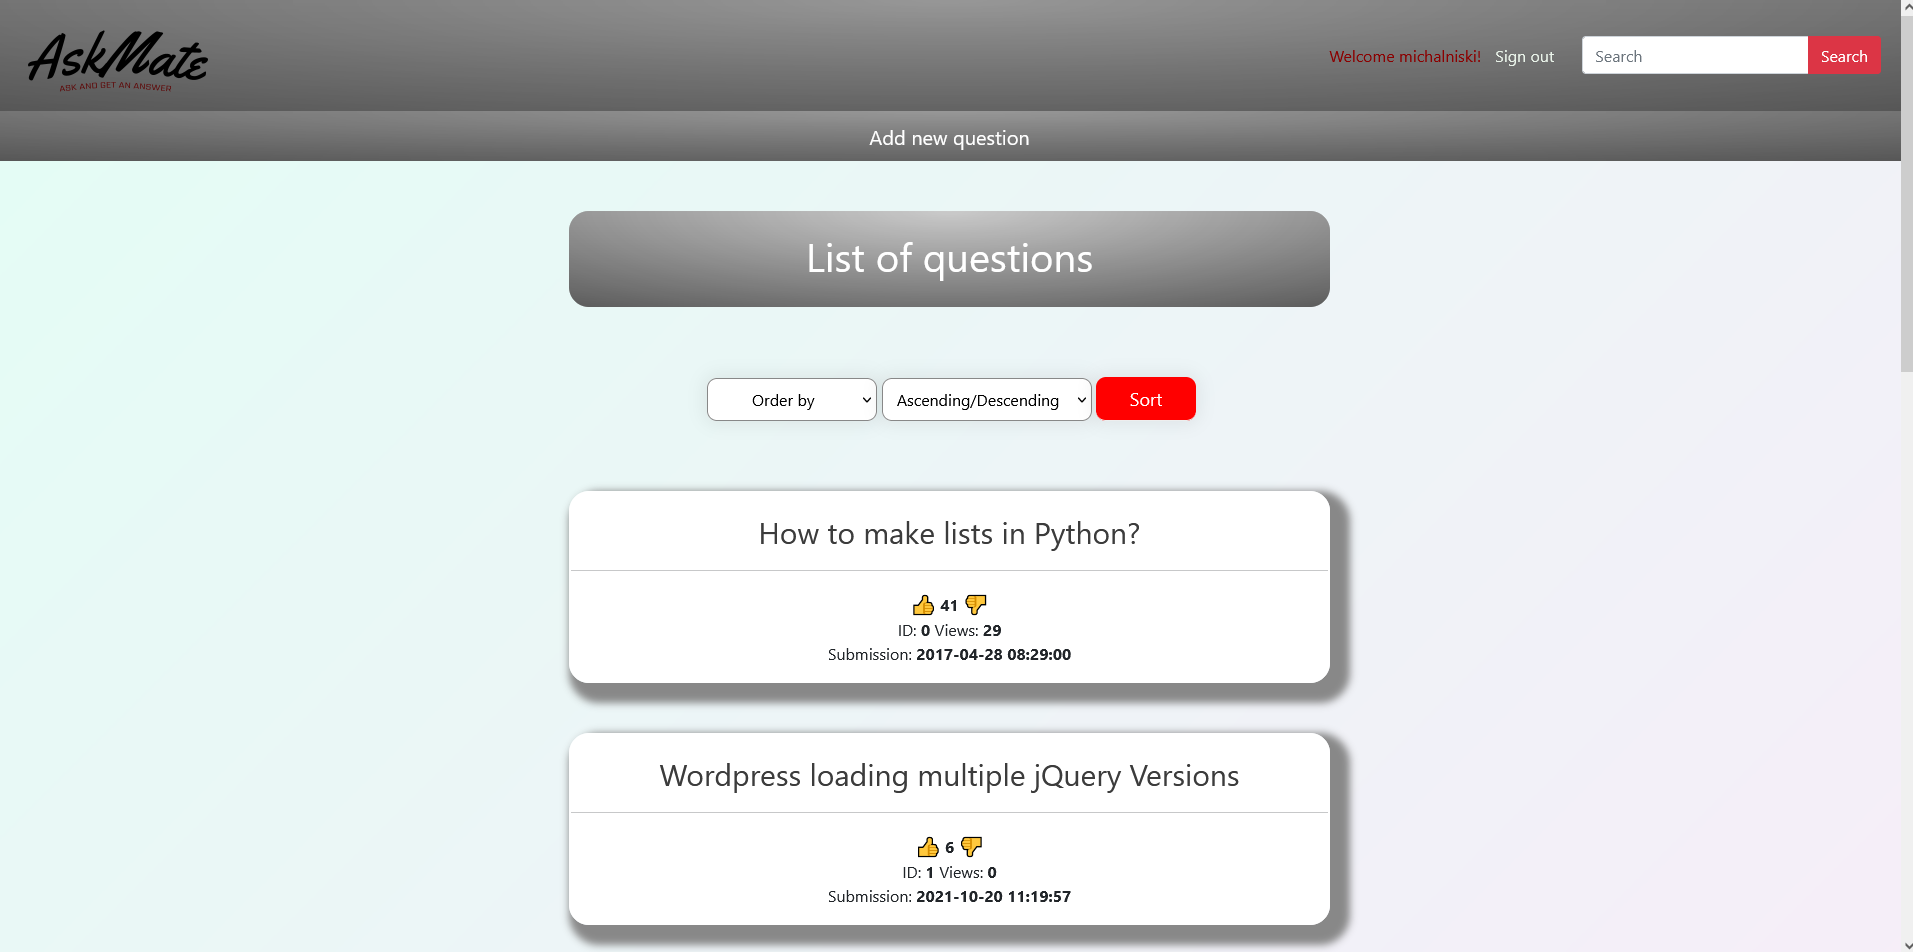 AskMate
ASK AND GET AN ANSWER
Welcome michalniski! Sign out Search Search
Add new question
List of questions
Order by Ascending/Descending Sort
How to make lists in Python?
41
ID: 0 Views: 29
Submission: 2017-04-28 08:29:00
Wordpress loading multiple jQuery Versions
6
ID: 1 Views: 0
Submission: 2021-10-20 11:19:57